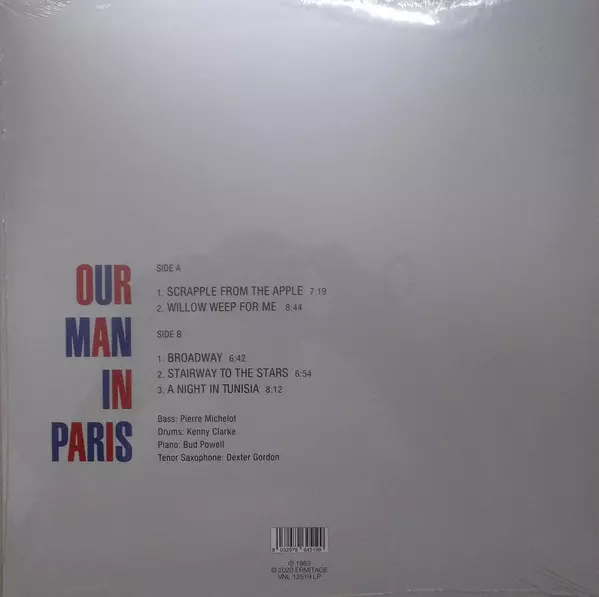 OUR
MAN
IN
PARIS
SIDE A
1. SCRAPPLE FROM THE APPLE 7:19
2. WILLOW WEEP FOR ME 8:44
SIDE B
1. BROADWAY 6:42
2. STAIRWAY TO THE STARS 6:54
3. A NIGHT IN TUNISIA 8:12
Bass: Pierre Michelot
Drums: Kenny Clarke
Piano: Bud Powell
Tenor Saxophone: Dexter Gordon
℗ 1963
© 2020 ERMITAGE
VNL 12519 LP